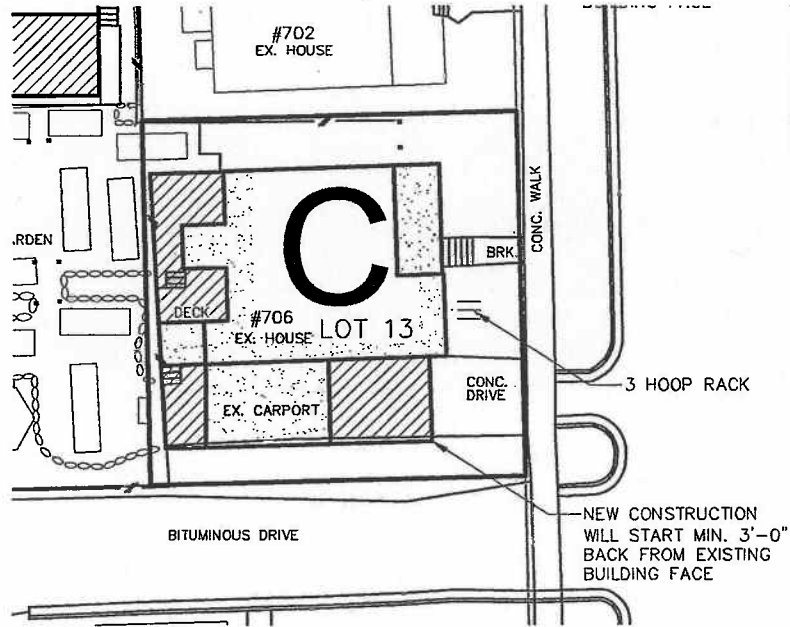 #702
EX. HOUSE
CONC. WALK
C
BRK.
DECK
#706
EX. HOUSE
LOT 13
3 HOOP RACK
CONC.
DRIVE
EX. CARPORT
NEW CONSTRUCTION
WILL START MIN. 3'-0"
BACK FROM EXISTING
BUILDING FACE
BITUMINOUS DRIVE